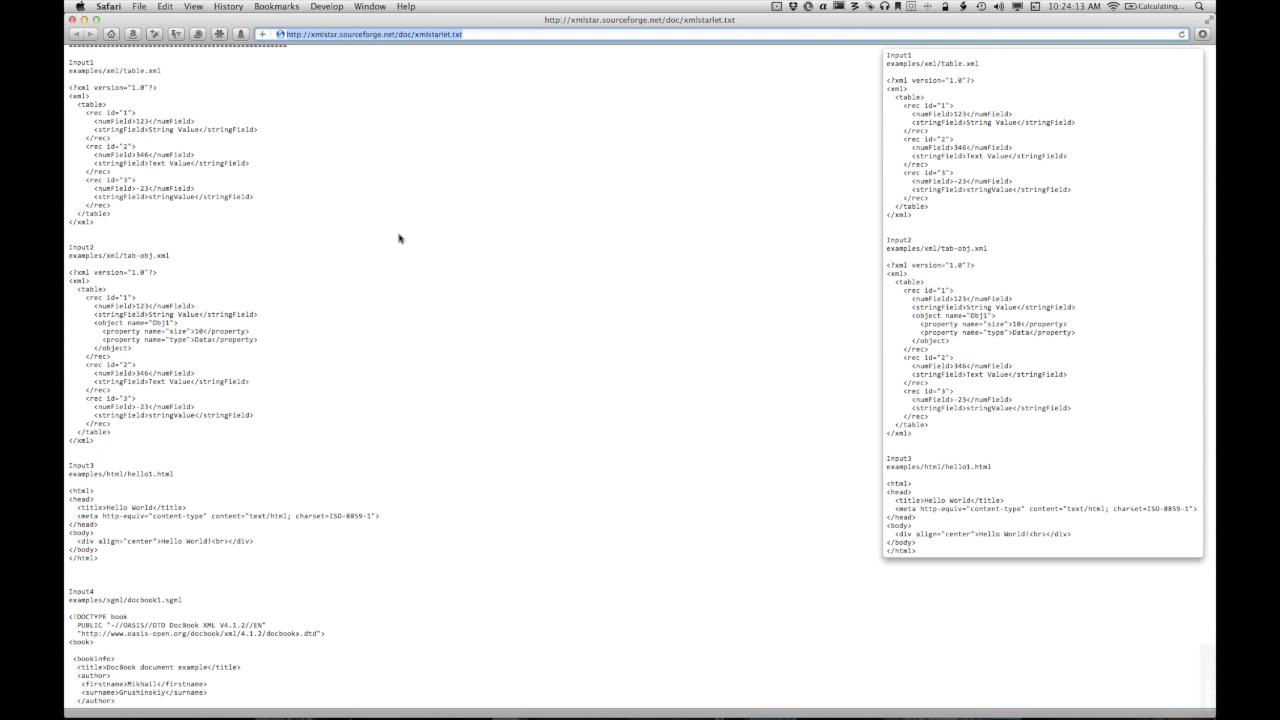 Safari File Edit View History Bookmarks Develop Window Help 10:24:13 AM Calculating...
http://xmlstar.sourceforge.net/doc/xmlstarlet.txt
http://xmlstar.sourceforge.net/doc/xmlstarlet.txt
Input1
examples/xml/table.xml
<?xml version="1.0"?>
<xml>
<table>
<rec id="1">
<numField>123</numField>
<stringField>String Value</stringField>
</rec>
<rec id="2">
<numField>346</numField>
<stringField>Text Value</stringField>
</rec>
<rec id="3">
<numField>-23</numField>
<stringField>stringValue</stringField>
</rec>
</table>
</xml>
Input2
examples/xml/tab-obj.xml
<?xml version="1.0"?>
<xml>
<table>
<rec id="1">
<numField>123</numField>
<stringField>String Value</stringField>
<object name="Obj1">
<property name="size">10</property>
<property name="type">Data</property>
</object>
</rec>
<rec id="2">
<numField>346</numField>
<stringField>Text Value</stringField>
</rec>
<rec id="3">
<numField>-23</numField>
<stringField>stringValue</stringField>
</rec>
</table>
</xml>
Input3
examples/html/hello1.html
<html>
<head>
<title>Hello World</title>
<meta http-equiv="content-type" content="text/html; charset=ISO-8859-1">
</head>
<body>
<div align="center">Hello World!<br></div>
</body>
</html>
Input4
examples/sgml/docbook1.sgml
<!DOCTYPE book
PUBLIC "-//OASIS//DTD DocBook XML V4.1.2//EN"
"http://www.oasis-open.org/docbook/xml/4.1.2/docbookx.dtd">
<book>
<bookinfo>
<title>DocBook document example</title>
<author>
<firstname>Mikhail</firstname>
<surname>Grushinskiy</surname>
</author>
Input1
examples/xml/table.xml
<?xml version="1.0"?>
<xml>
<table>
<rec id="1">
<numField>123</numField>
<stringField>String Value</stringField>
</rec>
<rec id="2">
<numField>346</numField>
<stringField>Text Value</stringField>
</rec>
<rec id="3">
<numField>-23</numField>
<stringField>stringValue</stringField>
</rec>
</table>
</xml>
Input2
examples/xml/tab-obj.xml
<?xml version="1.0"?>
<xml>
<table>
<rec id="1">
<numField>123</numField>
<stringField>String Value</stringField>
<object name="Obj1">
<property name="size">10</property>
<property name="type">Data</property>
</object>
</rec>
<rec id="2">
<numField>346</numField>
<stringField>Text Value</stringField>
</rec>
<rec id="3">
<numField>-23</numField>
<stringField>stringValue</stringField>
</rec>
</table>
</xml>
Input3
examples/html/hello1.html
<html>
<head>
<title>Hello World</title>
<meta http-equiv="content-type" content="text/html; charset=ISO-8859-1">
</head>
<body>
<div align="center">Hello World!<br></div>
</body>
</html>